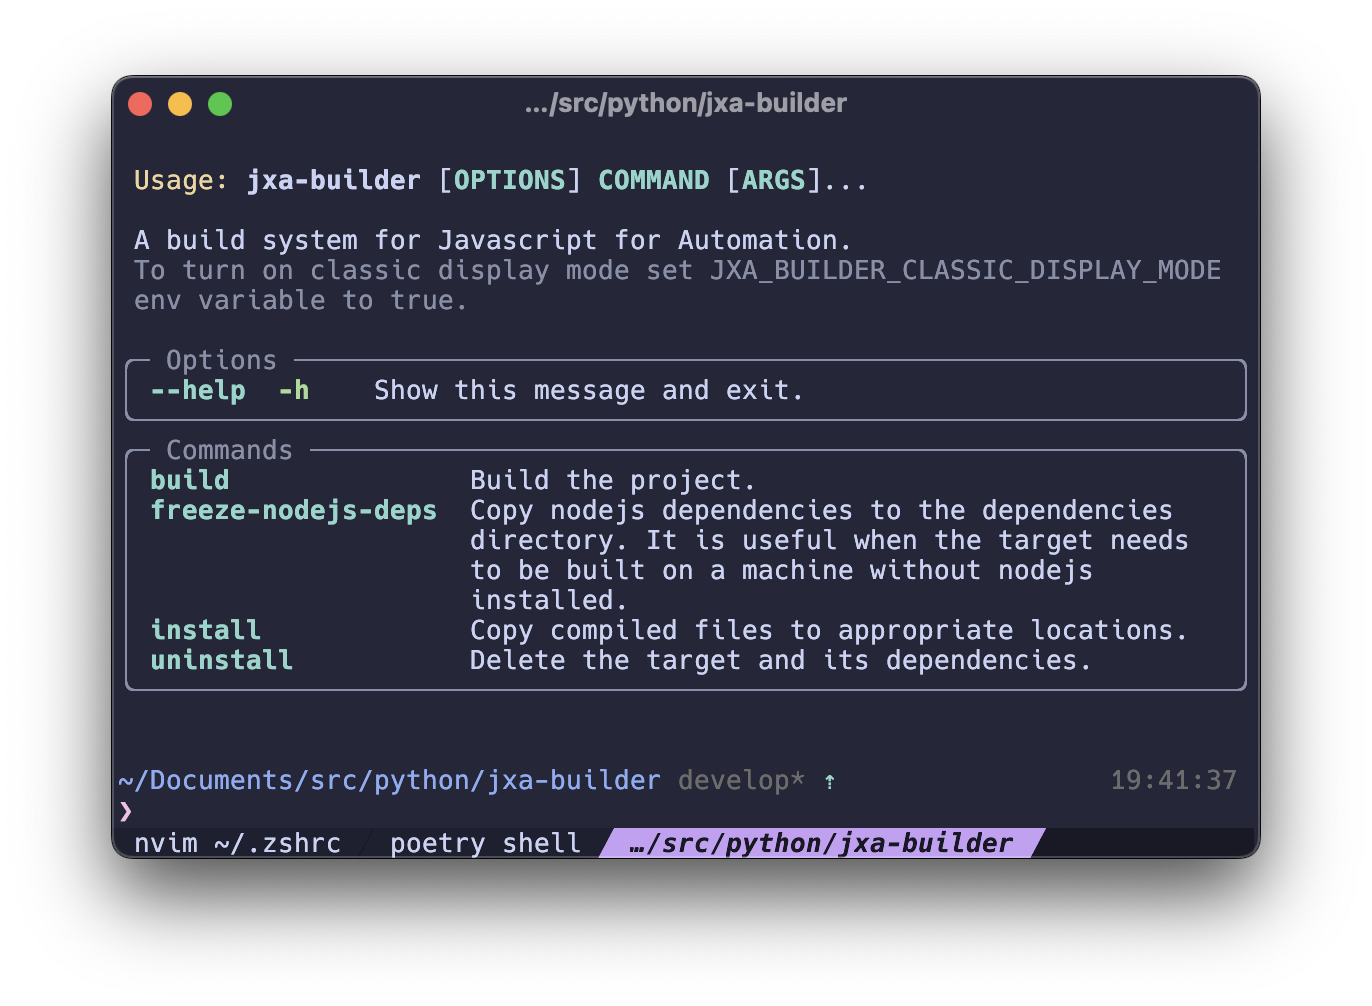 .../src/python/jxa-builder
Usage: jxa-builder [OPTIONS] COMMAND [ARGS]...
A build system for Javascript for Automation.
To turn on classic display mode set JXA_BUILDER_CLASSIC_DISPLAY_MODE
env variable to true.
Options
--help -h Show this message and exit.
Commands
build Build the project.
freeze-nodejs-deps Copy nodejs dependencies to the dependencies
directory. It is useful when the target needs
to be built on a machine without nodejs
installed.
install Copy compiled files to appropriate locations.
uninstall Delete the target and its dependencies.
~/Documents/src/python/jxa-builder develop* ⇡ 19:41:37
❯
nvim ~/.zshrc poetry shell …/src/python/jxa-builder